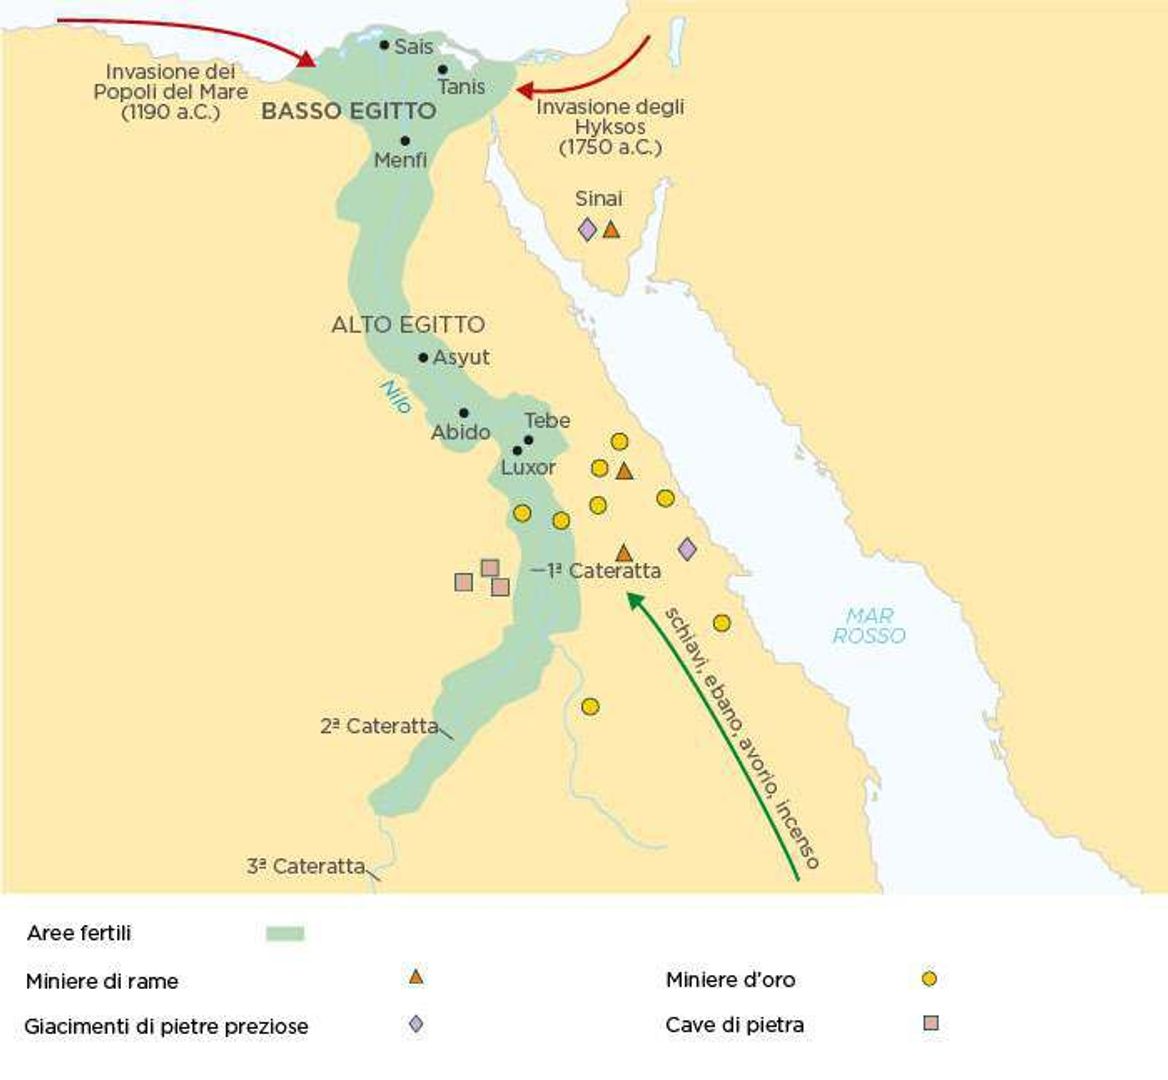 Sais
Tanis
Invasione dei
Popoli del Mare
(1190 a.C.)
BASSO EGITTO
Invasione degli
Hyksos
(1750 a.C.)
Menfi
Sinai
ALTO EGITTO
Asyut
Nilo
Abido
Tebe
Luxor
1ª Cateratta
schiavi, ebano, avorio, incenso
MAR
ROSSO
2ª Cateratta
3ª Cateratta
Aree fertili
Miniere di rame
Miniere d'oro
Giacimenti di pietre preziose
Cave di pietra